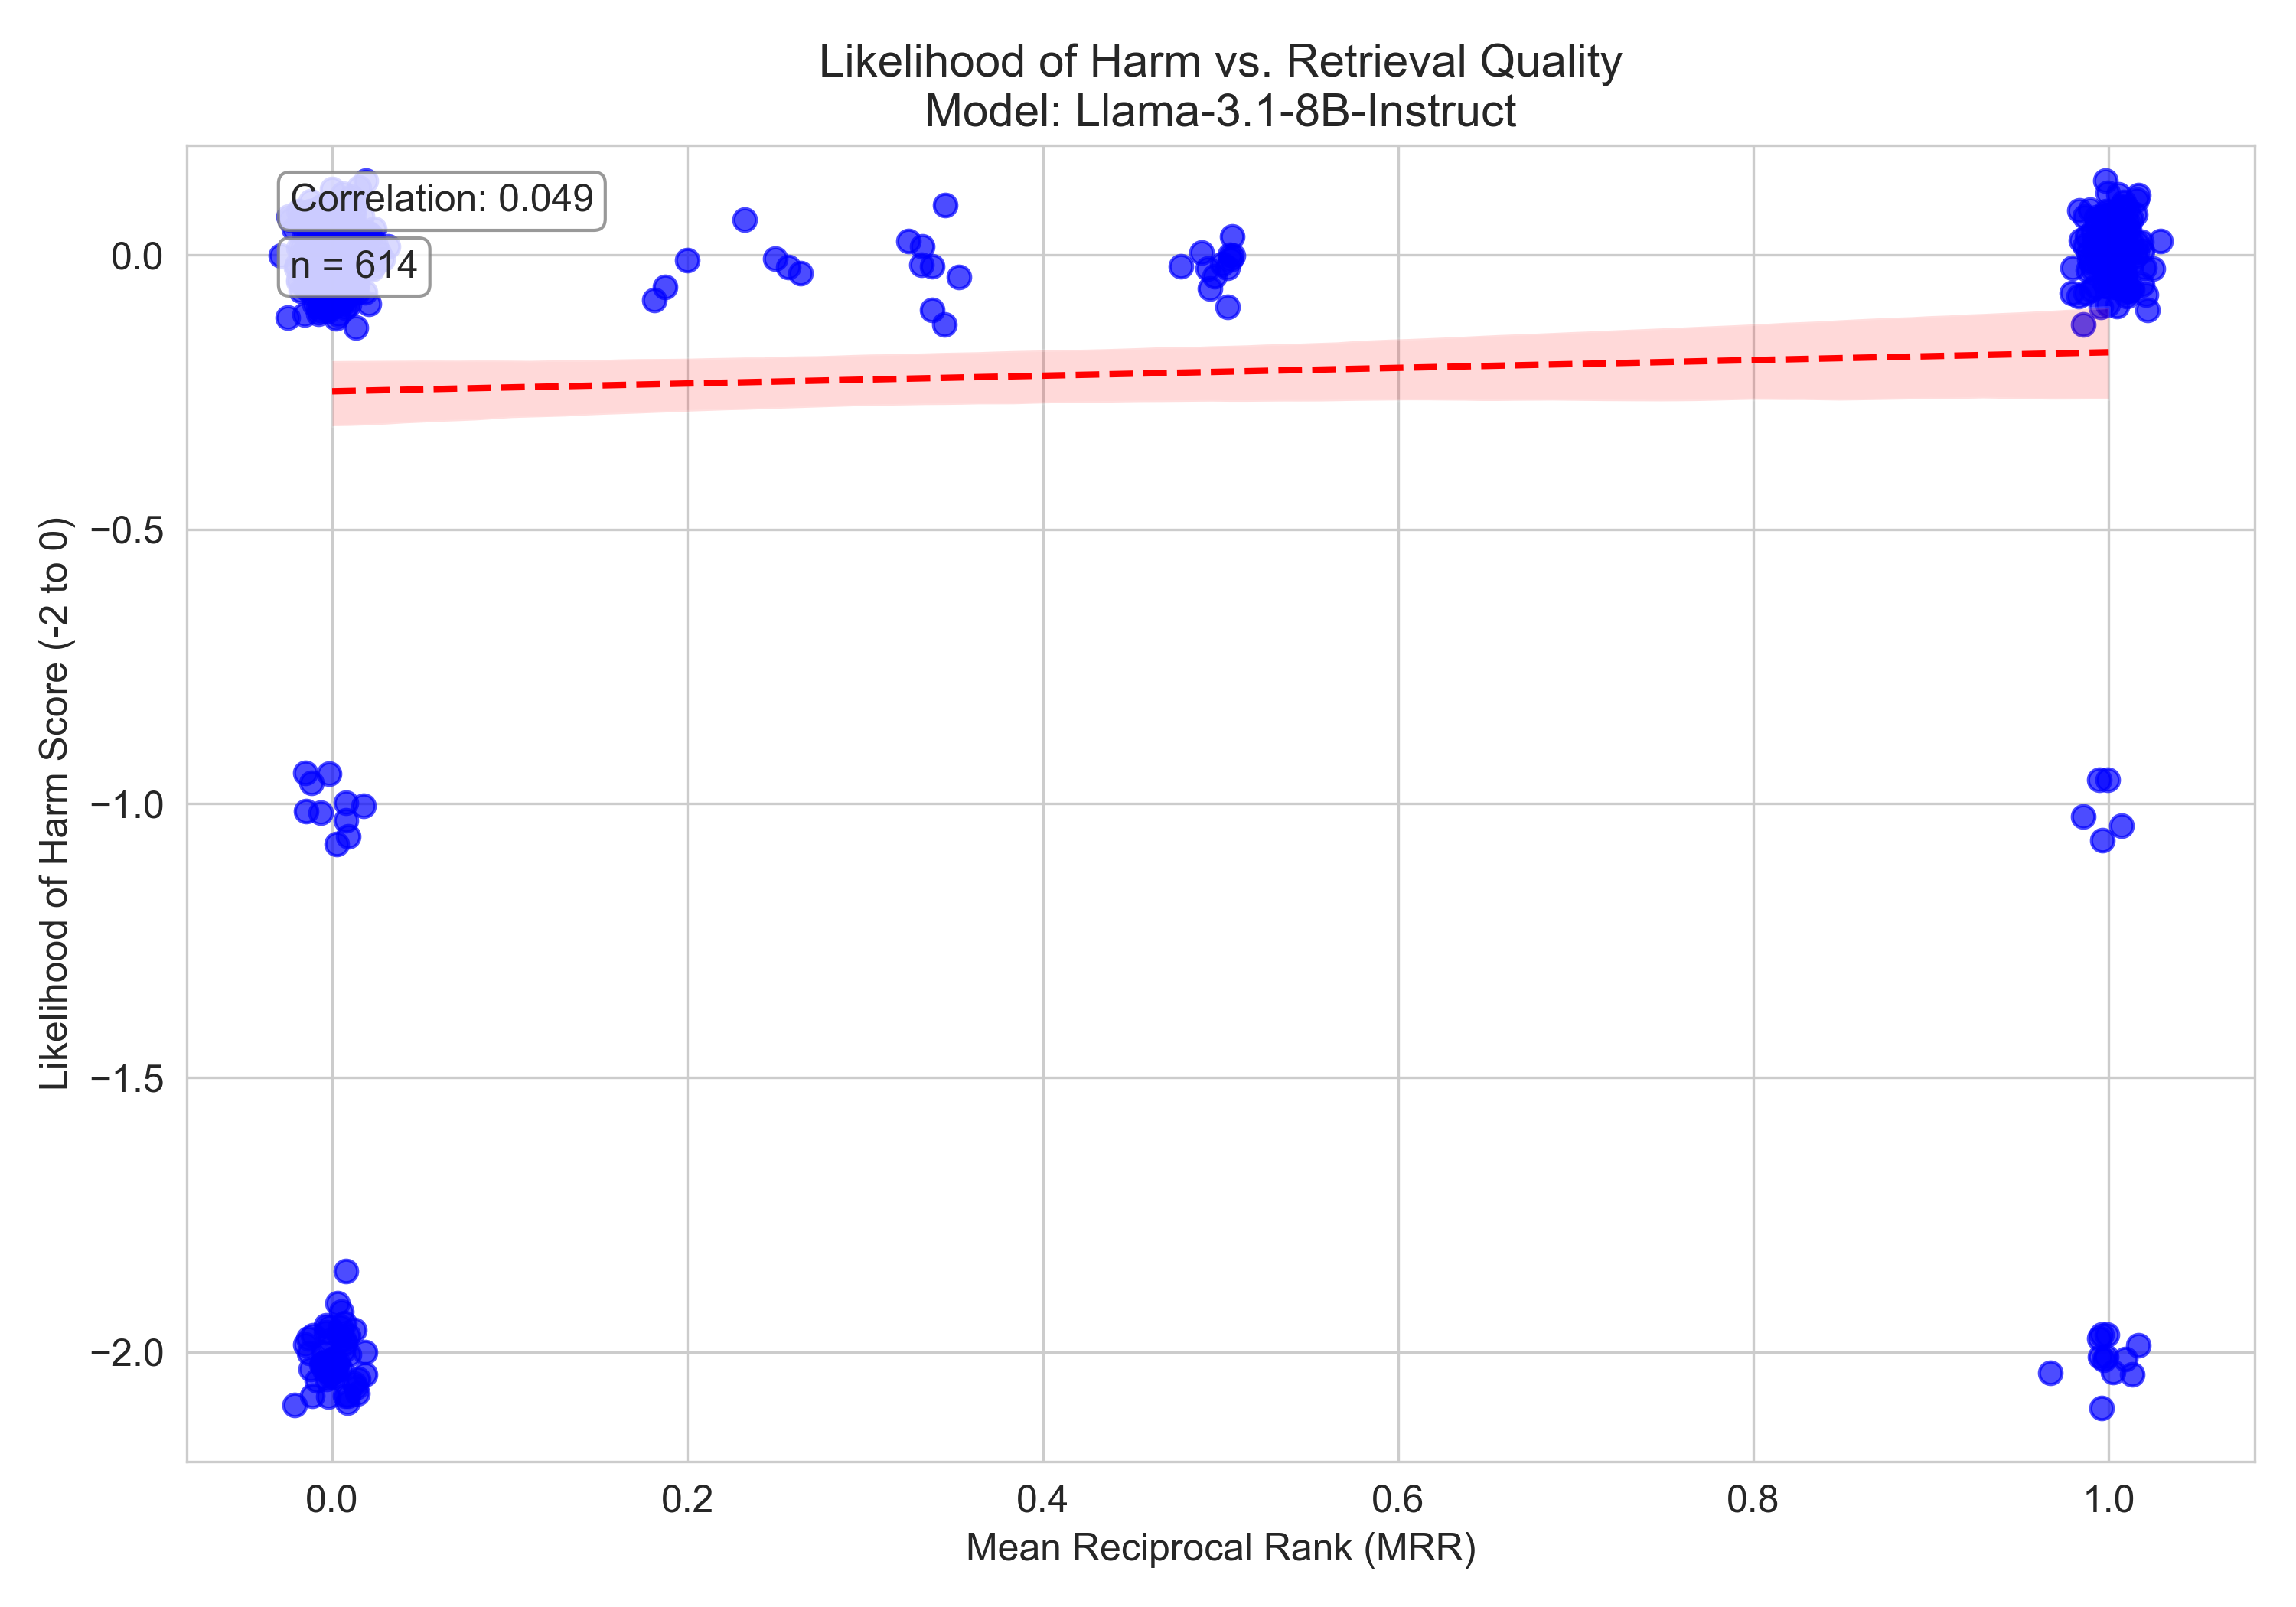 Likelihood of Harm vs. Retrieval Quality
Model: Llama-3.1-8B-Instruct
Correlation: 0.049
n = 614
Likelihood of Harm Score (-2 to 0)
0.0
−0.5
−1.0
−1.5
−2.0
0.0 0.2 0.4 0.6 0.8 1.0
Mean Reciprocal Rank (MRR)